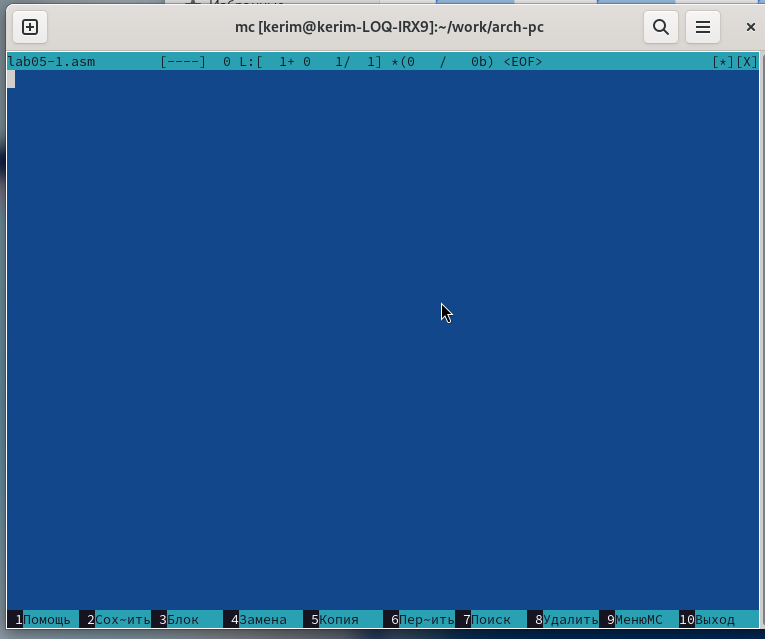 mc [kerim@kerim-LOQ-IRX9]:~/work/arch-pc
lab05-1.asm [----] 0 L:[ 1+ 0 1/ 1] *(0 / 0b) <EOF> [*][X]
1Помощь 2Сох~ить 3Блок 4Замена 5Копия 6Пер~ить 7Поиск 8Удалить 9МенюMC 10Выход